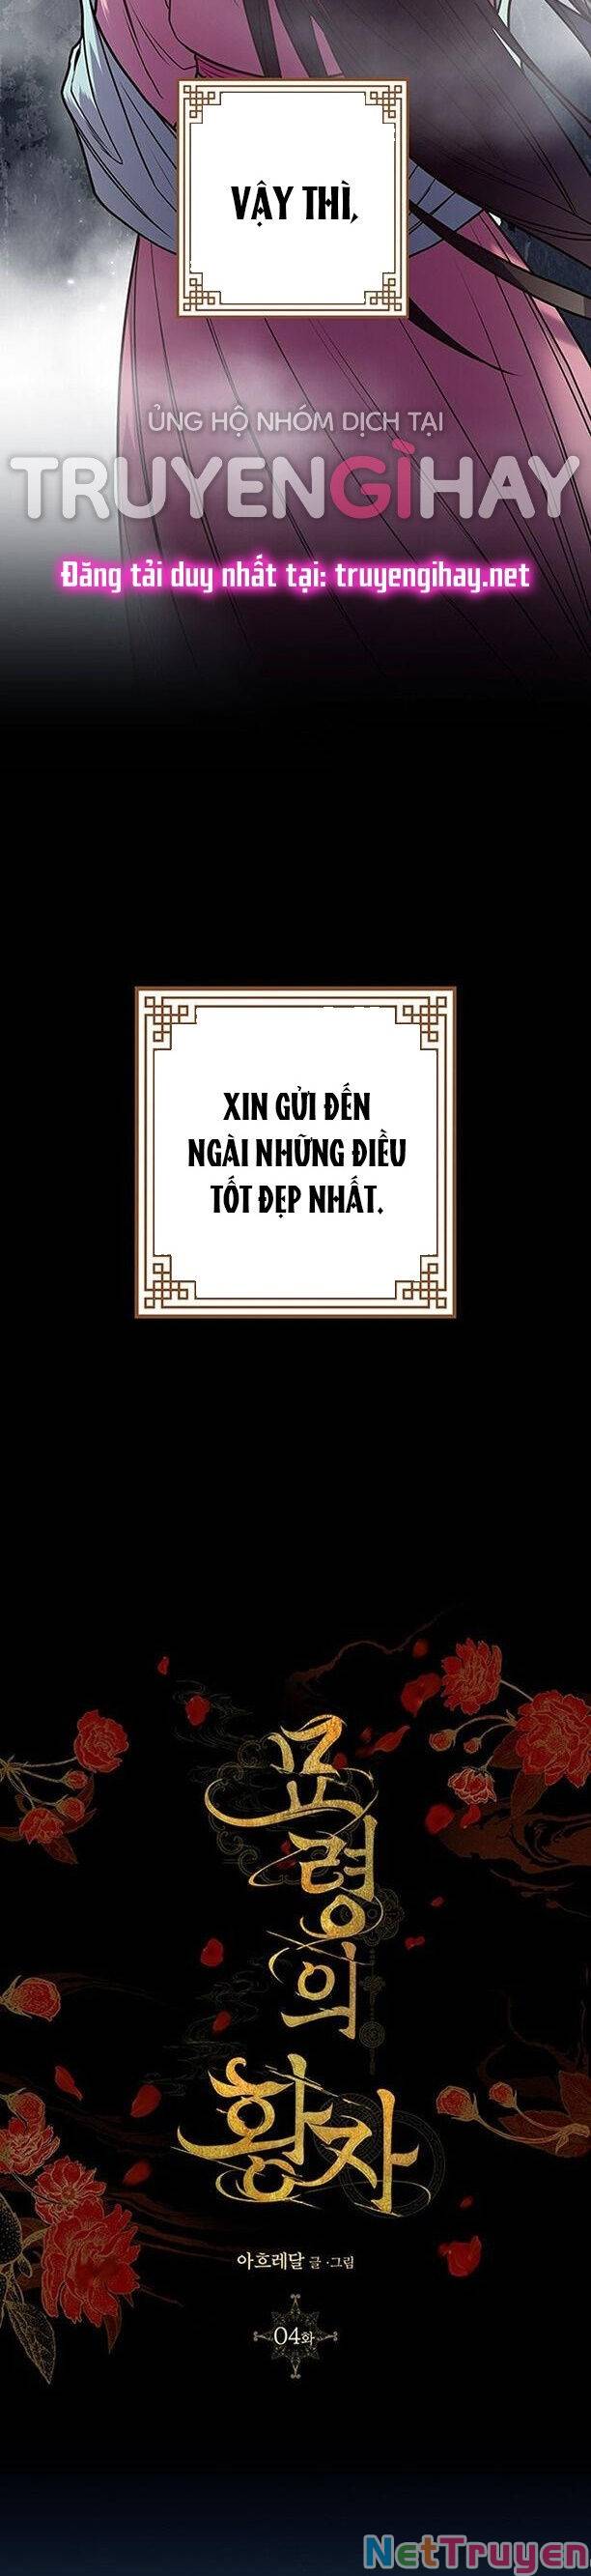 VẬY THÌ,
ỦNG HỘ NHÓM DỊCH TẠI
TRUYENGÌHAY
Đăng tải duy nhất tại: truyengihay.net
XIN GỬI ĐẾN
NGÀI NHỮNG ĐIỀU
TỐT ĐẸP NHẤT.
묘
령
의
황자
아흐레달 글·그림
04화
NetTruyen